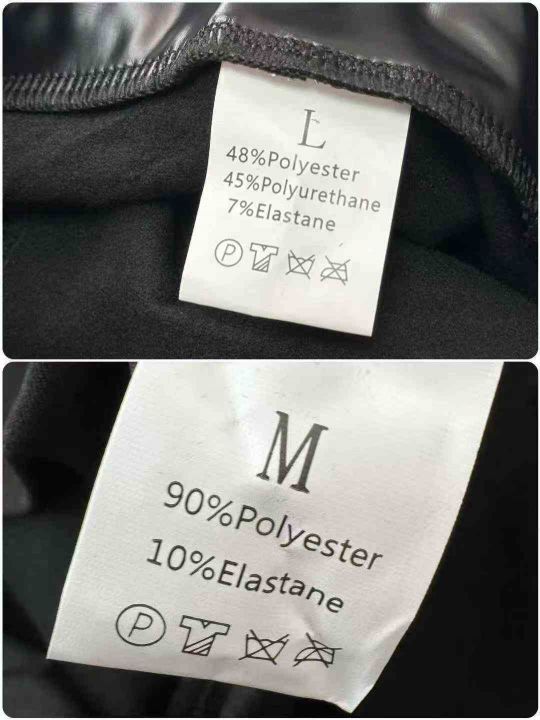 L
48%Polyester
45%Polyurethane
7%Elastane
P
M
90%Polyester
10%Elastane
P